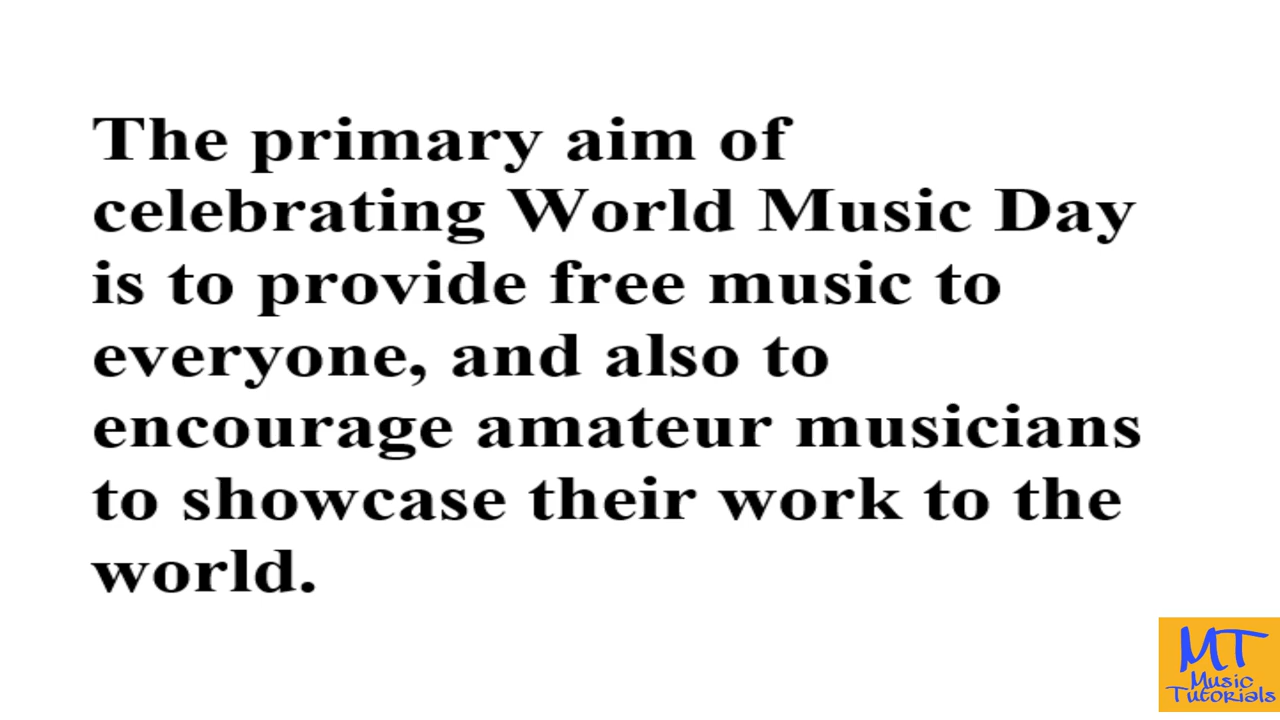 The primary aim of
celebrating World Music Day
is to provide free music to
everyone, and also to
encourage amateur musicians
to showcase their work to the
world.
MT
Music
Tutorials